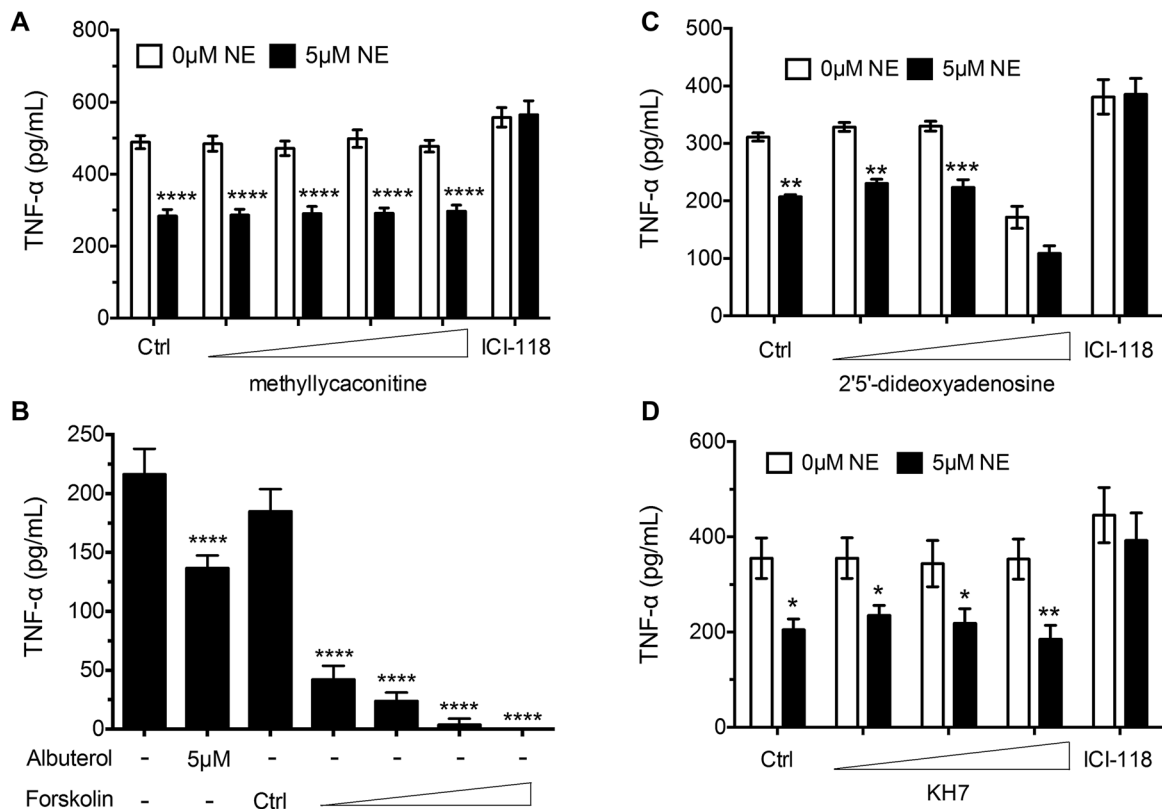 A
800
600
400
200
0
TNF-α (pg/mL)
0µM NE 5µM NE
**** **** **** **** ****
Ctrl ICI-118
methyllycaconitine
B
250
200
150
100
50
0
TNF-α (pg/mL)
****
****
****
****
****
Albuterol - 5µM - - - - -
Forskolin - - Ctrl
C
500
400
300
200
100
0
TNF-α (pg/mL)
0µM NE 5µM NE
** ** ***
Ctrl ICI-118
2'5'-dideoxyadenosine
D
600
400
200
0
TNF-α (pg/mL)
0µM NE 5µM NE
* * * **
Ctrl ICI-118
KH7